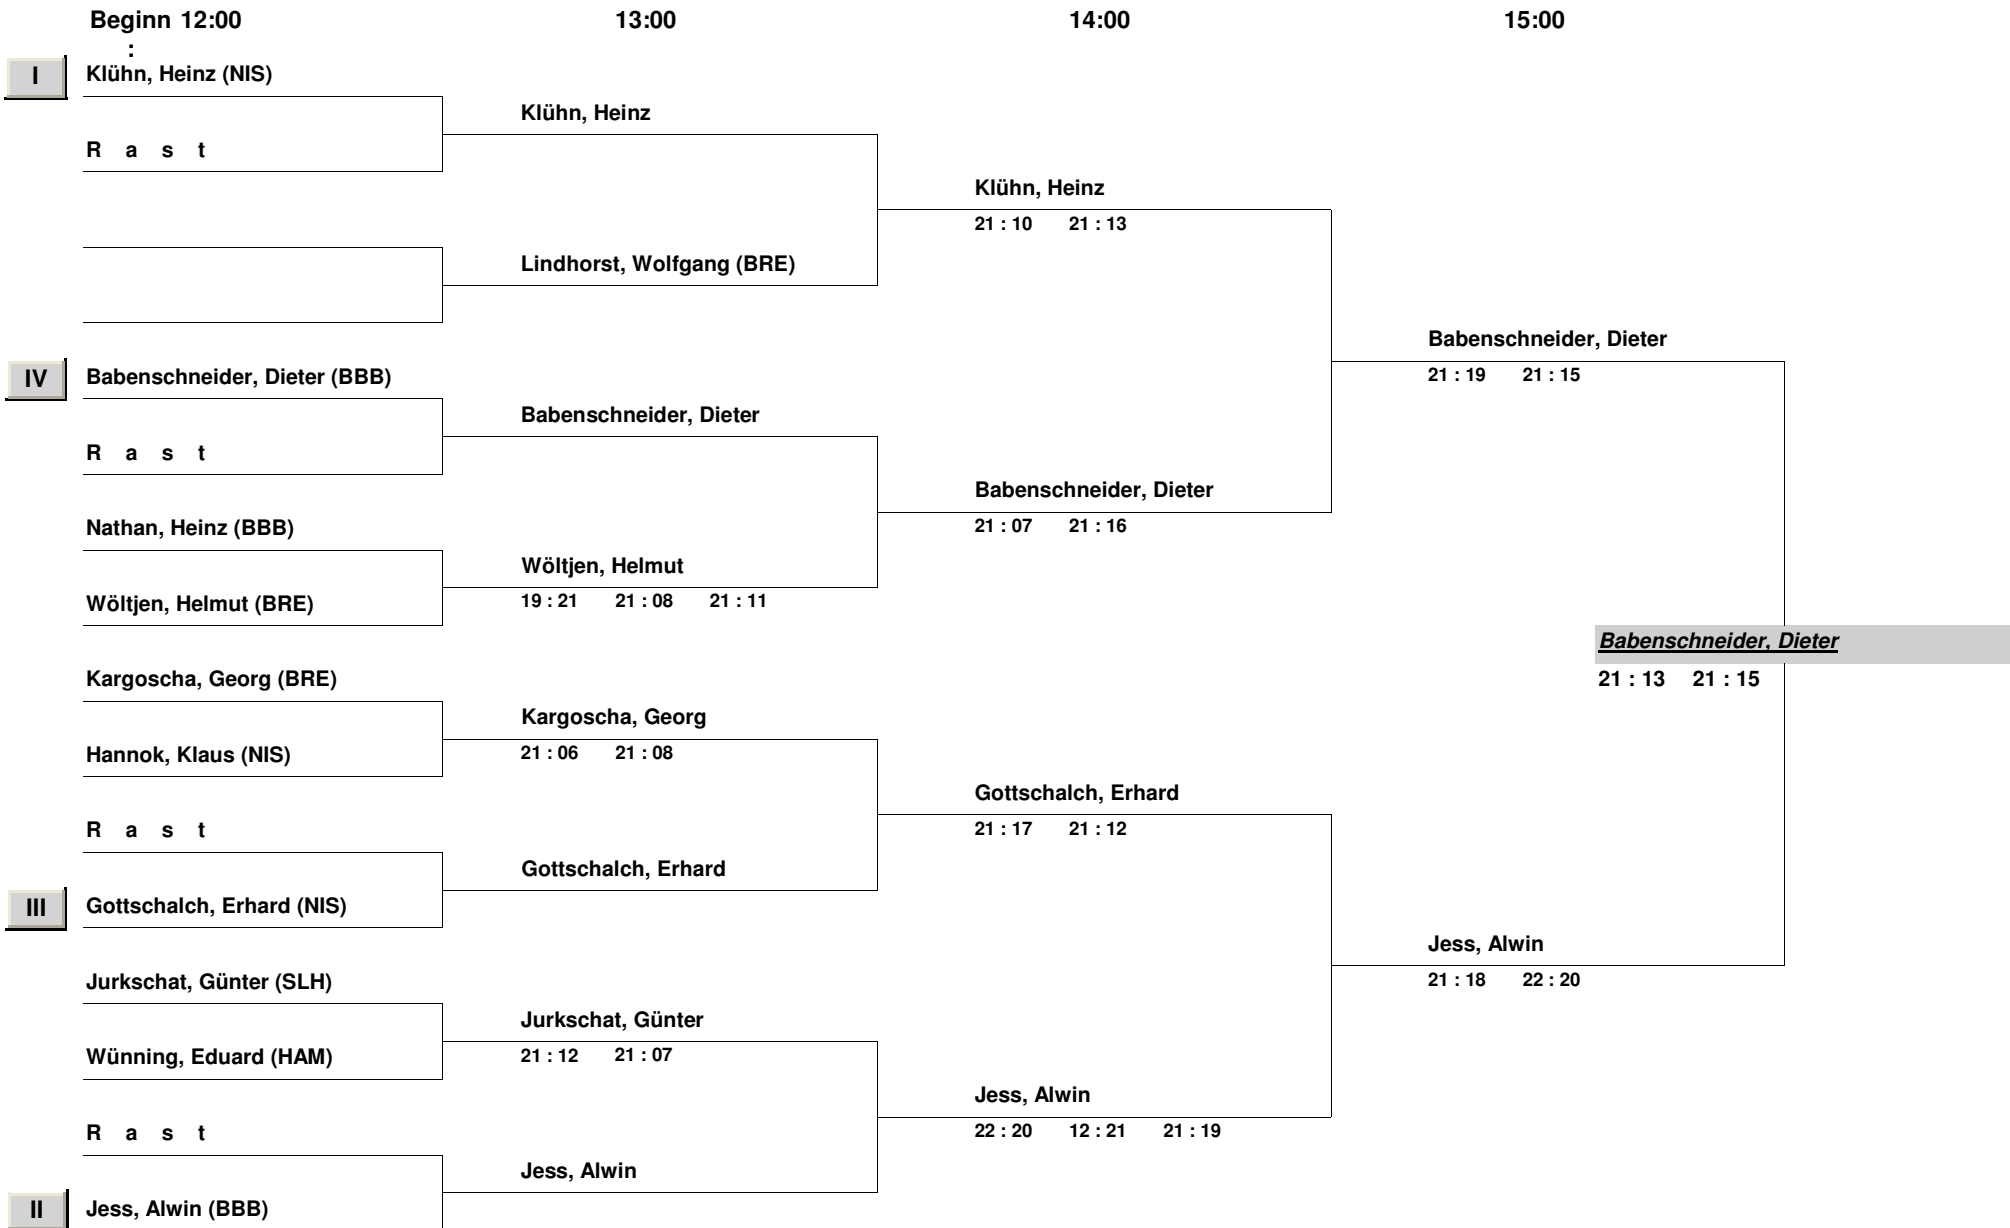 Beginn 12:00 13:00 14:00 15:00
:
I Klühn, Heinz (NIS)
Klühn, Heinz
R a s t
Klühn, Heinz
21 : 10 21 : 13
Lindhorst, Wolfgang (BRE)
Babenschneider, Dieter
IV Babenschneider, Dieter (BBB) 21 : 19 21 : 15
Babenschneider, Dieter
R a s t
Babenschneider, Dieter
Nathan, Heinz (BBB) 21 : 07 21 : 16
Wöltjen, Helmut
Wöltjen, Helmut (BRE) 19 : 21 21 : 08 21 : 11
Babenschneider, Dieter
Kargoscha, Georg (BRE) 21 : 13 21 : 15
Kargoscha, Georg
Hannok, Klaus (NIS) 21 : 06 21 : 08
Gottschalch, Erhard
R a s t 21 : 17 21 : 12
Gottschalch, Erhard
III Gottschalch, Erhard (NIS)
Jess, Alwin
Jurkschat, Günter (SLH) 21 : 18 22 : 20
Jurkschat, Günter
Wünning, Eduard (HAM) 21 : 12 21 : 07
Jess, Alwin
R a s t 22 : 20 12 : 21 21 : 19
Jess, Alwin
II Jess, Alwin (BBB)